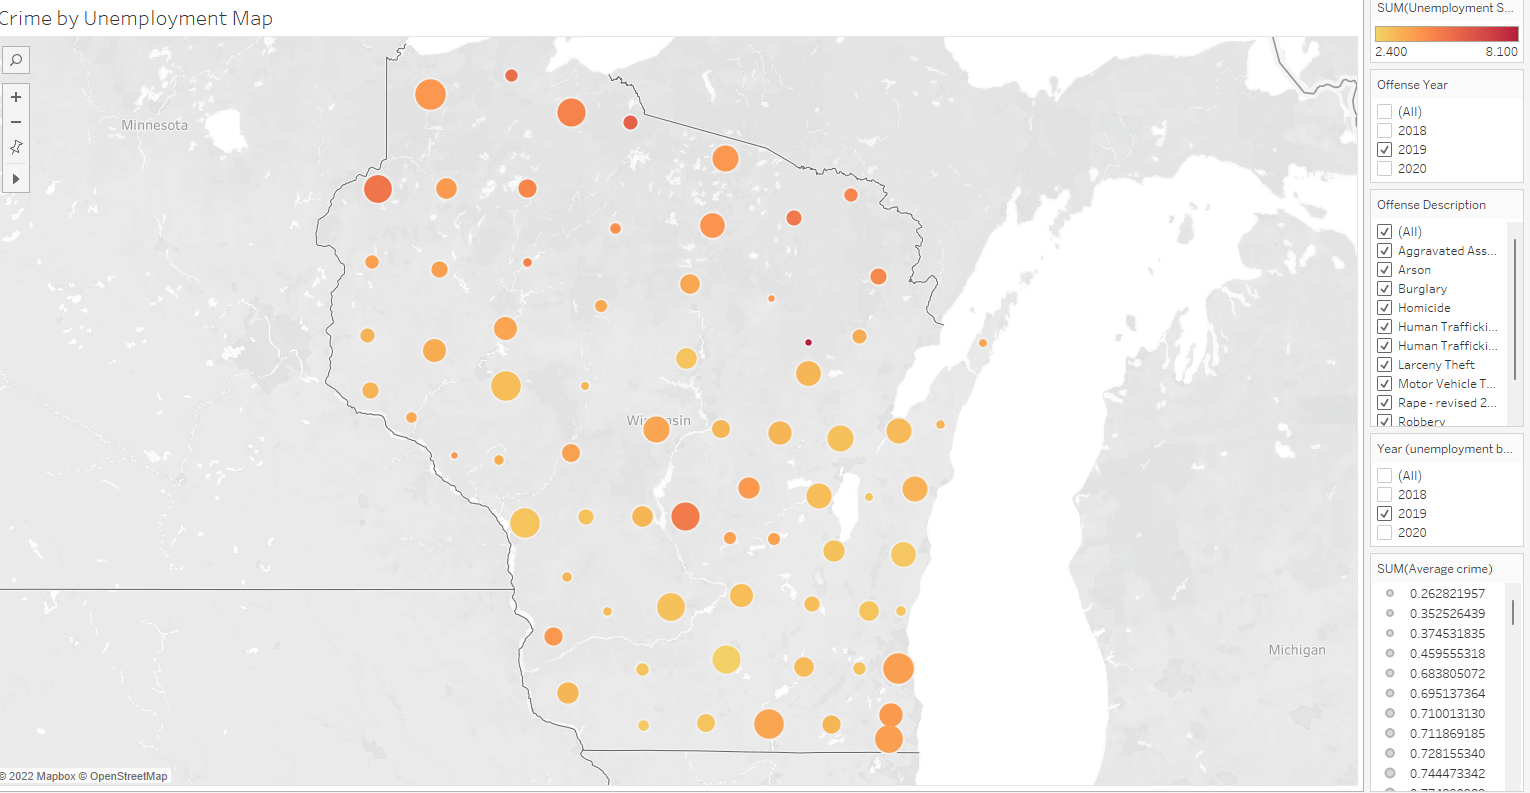 Crime by Unemployment Map
Minnesota
Wisconsin
Michigan
© 2022 Mapbox © OpenStreetMap
SUM(Unemployment S...
2.400 8.100
Offense Year
(All)
2018
2019
2020
Offense Description
(All)
Aggravated Ass...
Arson
Burglary
Homicide
Human Trafficki...
Human Trafficki...
Larceny Theft
Motor Vehicle T...
Rape - revised 2...
Robbery
Year (unemployment b...
(All)
2018
2019
2020
SUM(Average crime)
0.262821957
0.352526439
0.374531835
0.459555318
0.683805072
0.695137364
0.710013130
0.711869185
0.728155340
0.744473342